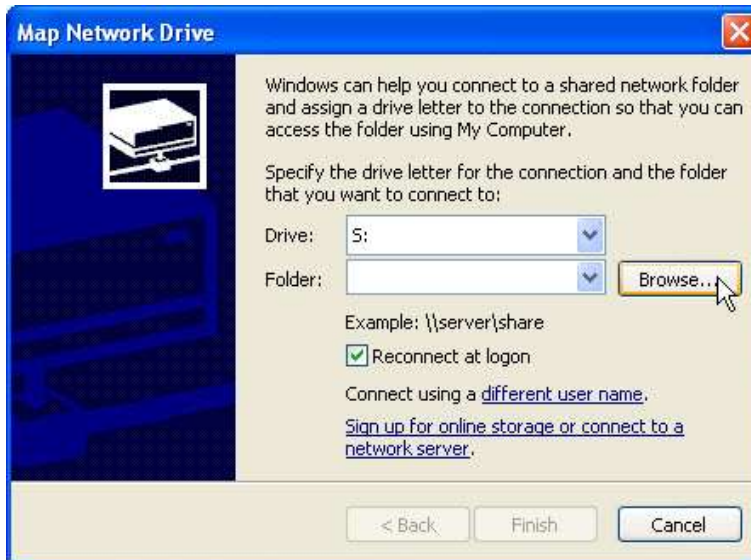 Map Network Drive
Windows can help you connect to a shared network folder
and assign a drive letter to the connection so that you can
access the folder using My Computer.
Specify the drive letter for the connection and the folder
that you want to connect to:
Drive: S:
Folder: Browse...
Example: \\server\share
Reconnect at logon
Connect using a different user name.
Sign up for online storage or connect to a
network server.
< Back Finish Cancel